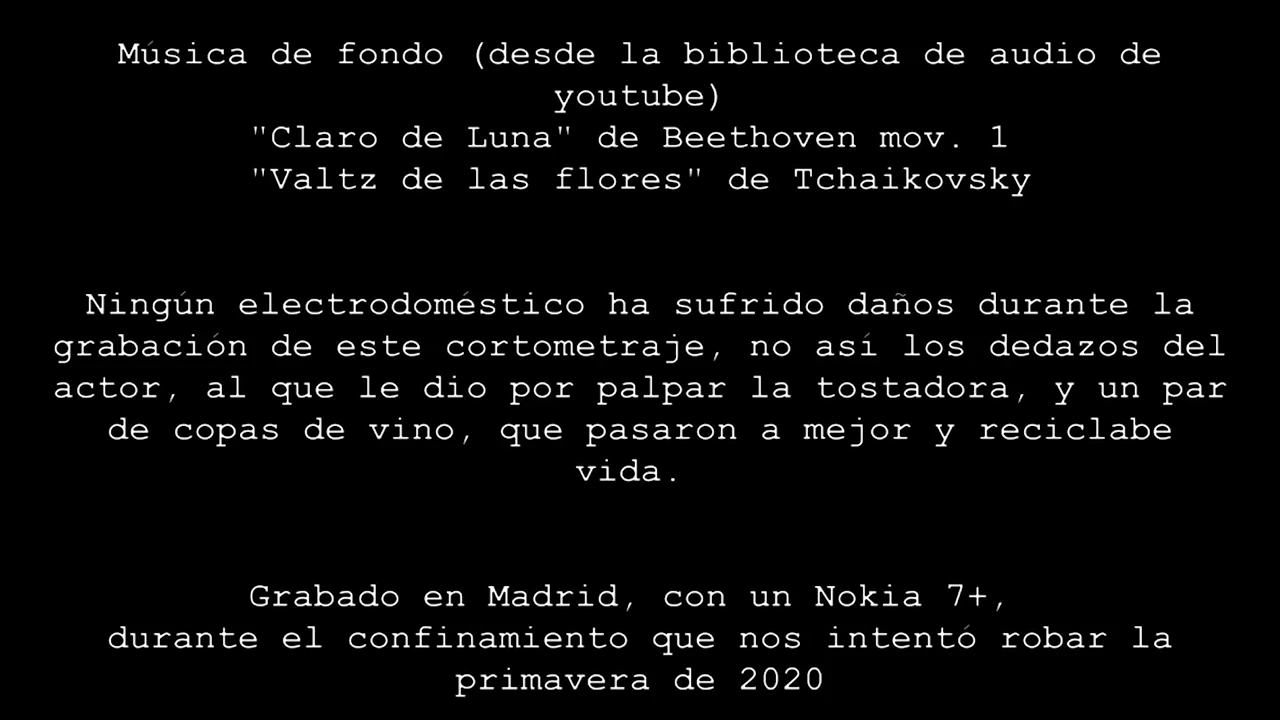 Música de fondo (desde la biblioteca de audio de
youtube)
"Claro de Luna" de Beethoven mov. 1
"Valtz de las flores" de Tchaikovsky
Ningún electrodoméstico ha sufrido daños durante la
grabación de este cortometraje, no así los dedazos del
actor, al que le dio por palpar la tostadora, y un par
de copas de vino, que pasaron a mejor y reciclabe
vida.
Grabado en Madrid, con un Nokia 7+,
durante el confinamiento que nos intentó robar la
primavera de 2020